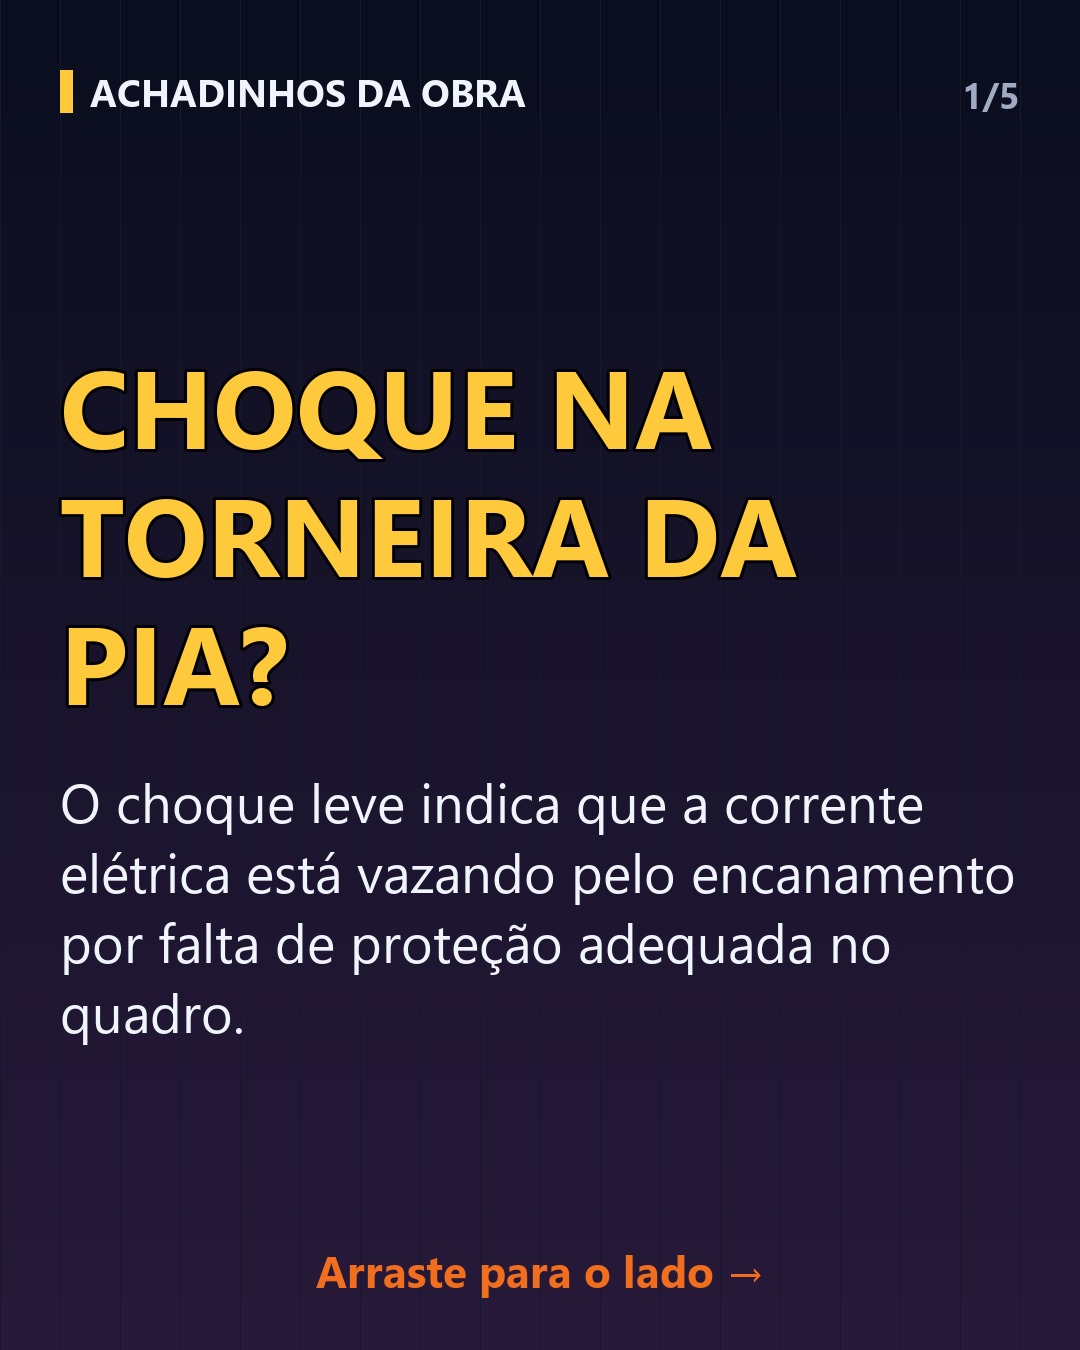 ACHADINHOS DA OBRA
1/5
CHOQUE NA
TORNEIRA DA
PIA?
O choque leve indica que a corrente
elétrica está vazando pelo encanamento
por falta de proteção adequada no
quadro.
Arraste para o lado →